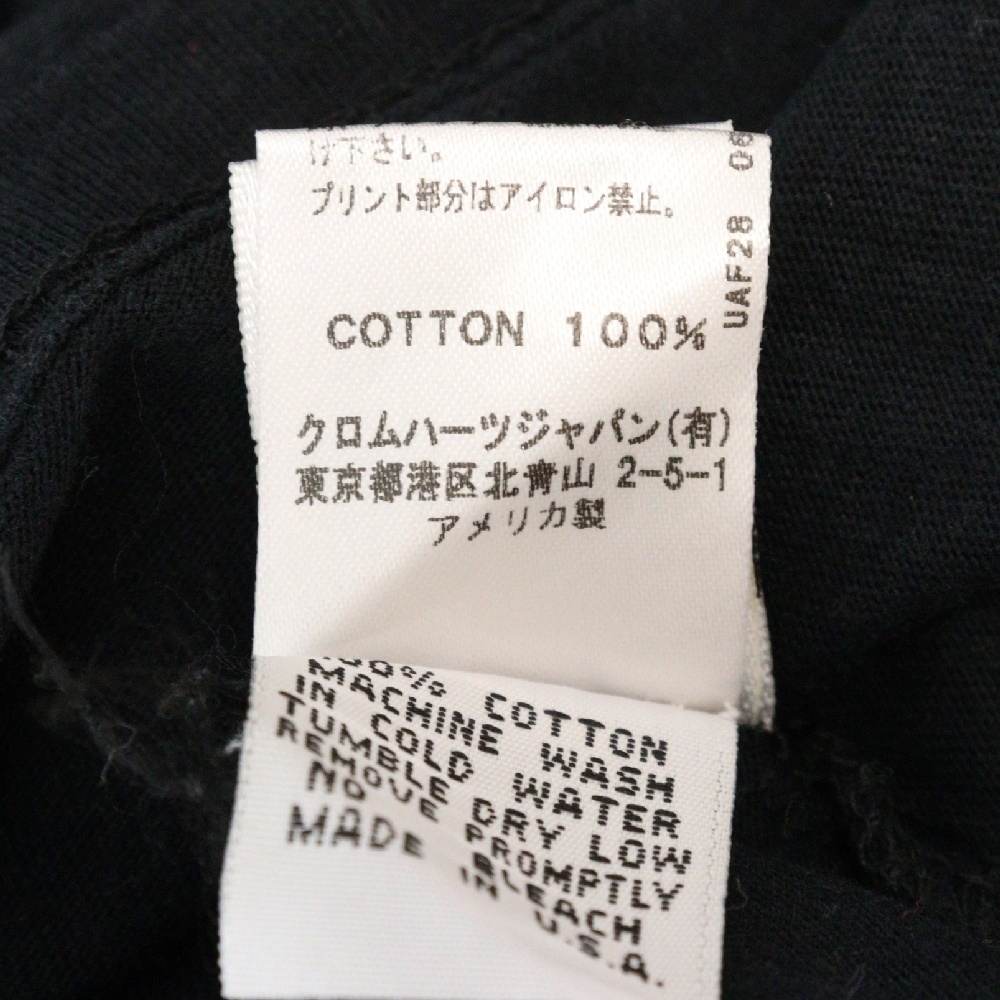 け下さい。
プリント部分はアイロン禁止。
UAF28 06
COTTON 100%
クロムハーツジャパン(有)
東京都港区北青山 2-5-1
アメリカ製
100% COTTON
MACHINE WASH
IN COLD WATER
TUMBLE DRY LOW
REMOVE PROMPTLY
NO BLEACH
MADE IN U.S.A.